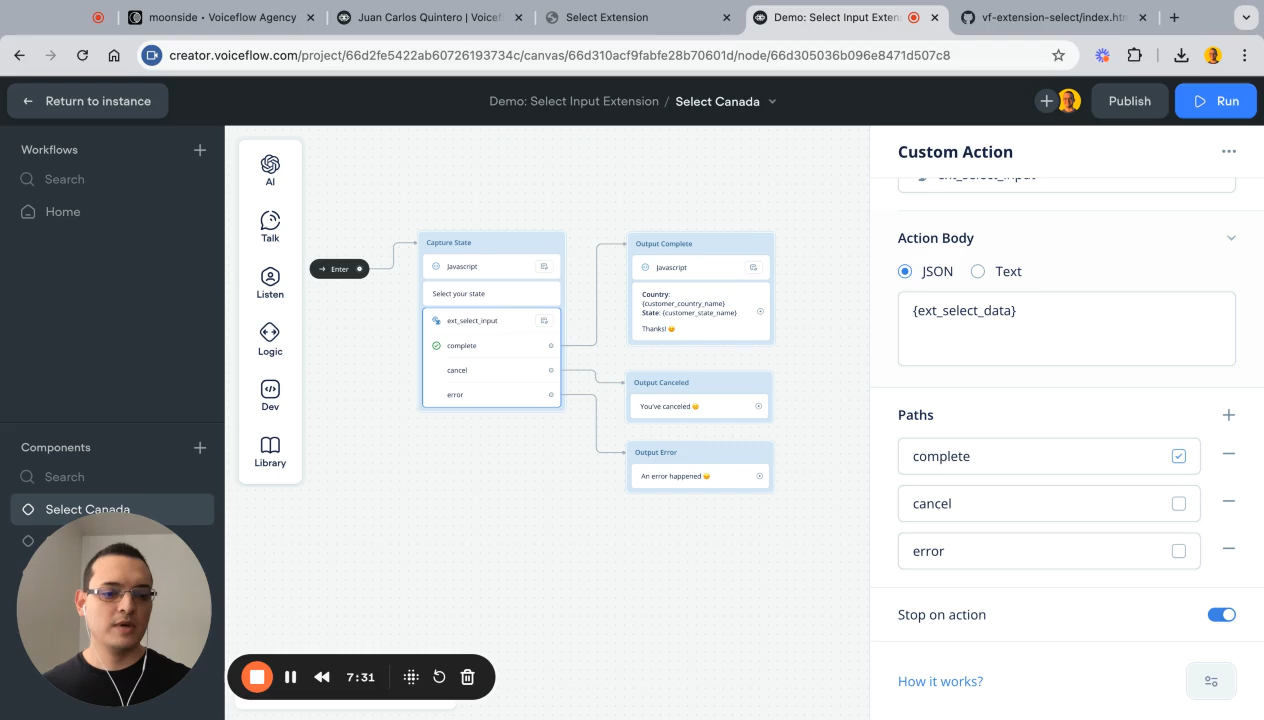 moonside • Voiceflow Agency
Juan Carlos Quintero | Voicef
Select Extension
Demo: Select Input Exten
vf-extension-select/index.htm
creator.voiceflow.com/project/66d2fe5422ab60726193734c/canvas/66d310acf9fabfe28b70601d/node/66d305036b096e8471d507c8
Return to instance
Demo: Select Input Extension / Select Canada
Publish
Run
Workflows
Search
Home
Components
Search
Select Canada
AI
Talk
Listen
Logic
Dev
Library
Enter
Capture State
Javascript
Select your state
ext_select_input
complete
cancel
error
Output Complete
Javascript
Country:
{customer_country_name}
State: {customer_state_name}
Thanks! 😊
Output Canceled
You've canceled 😑
Output Error
An error happened 😔
7:31
Custom Action
ext_select_input
Action Body
JSON
Text
{ext_select_data}
Paths
complete
cancel
error
Stop on action
How it works?